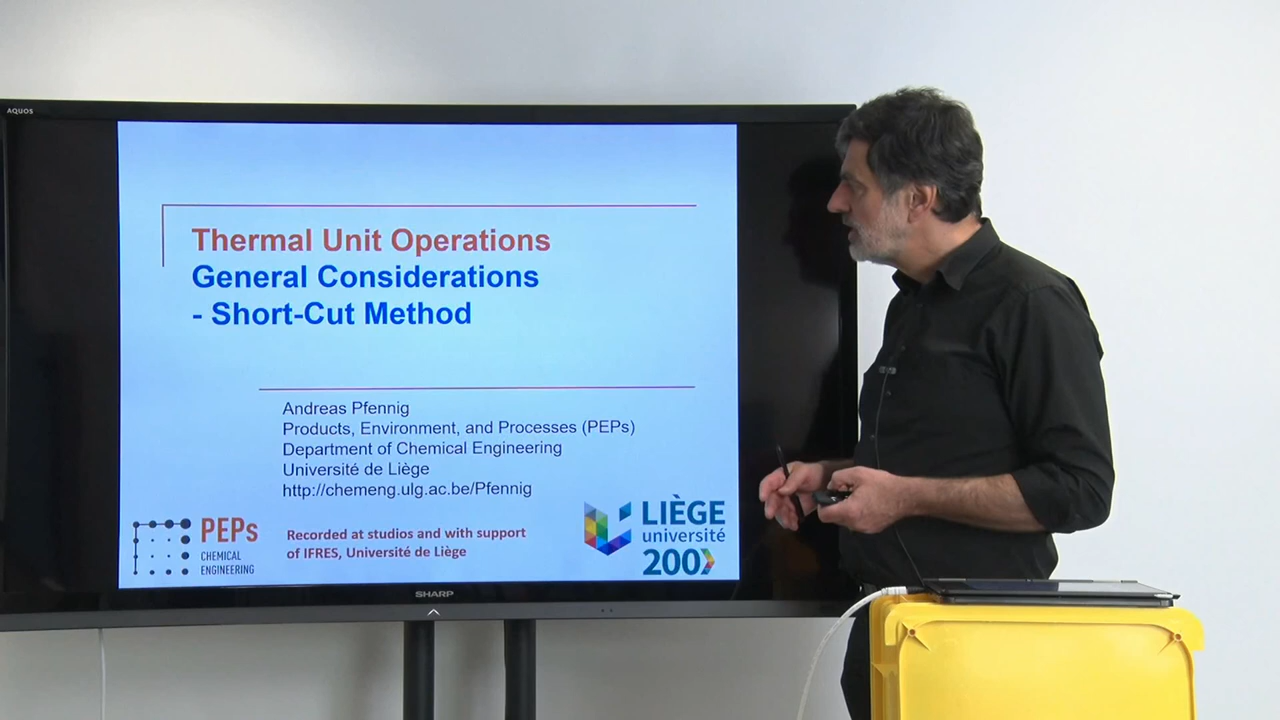 AQUOS
Thermal Unit Operations
General Considerations
- Short-Cut Method
Andreas Pfennig
Products, Environment, and Processes (PEPs)
Department of Chemical Engineering
Université de Liège
http://chemeng.ulg.ac.be/Pfennig
PEPs
CHEMICAL
ENGINEERING
Recorded at studios and with support
of IFRES, Université de Liège
LIÈGE
université
200
SHARP